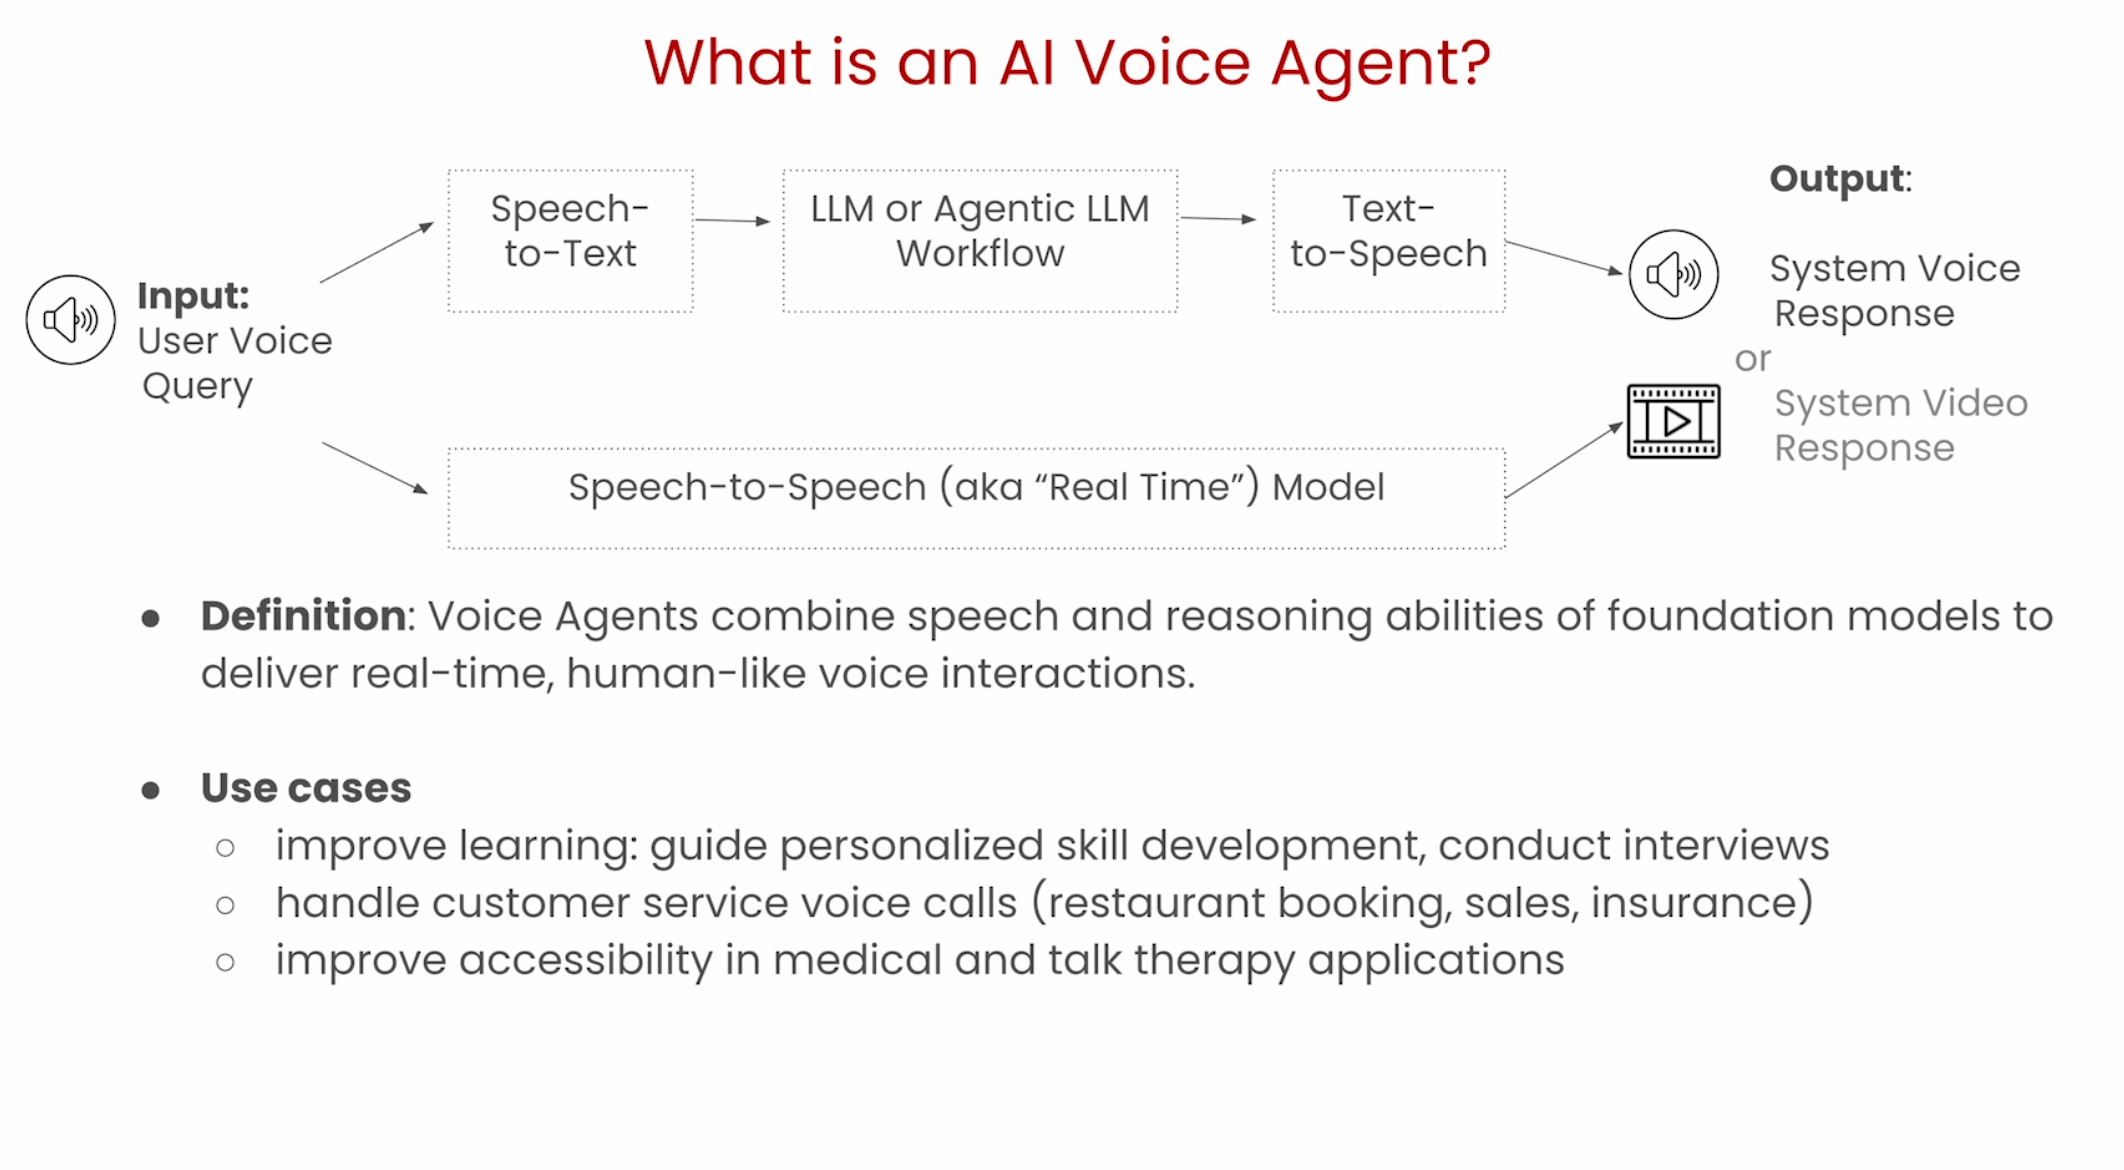 What is an AI Voice Agent?
Input:
User Voice
Query
Speech-
to-Text
LLM or Agentic LLM
Workflow
Text-
to-Speech
Speech-to-Speech (aka “Real Time”) Model
Output:
System Voice
Response
or
System Video
Response
● Definition: Voice Agents combine speech and reasoning abilities of foundation models to
deliver real-time, human-like voice interactions.
● Use cases
○ improve learning: guide personalized skill development, conduct interviews
○ handle customer service voice calls (restaurant booking, sales, insurance)
○ improve accessibility in medical and talk therapy applications